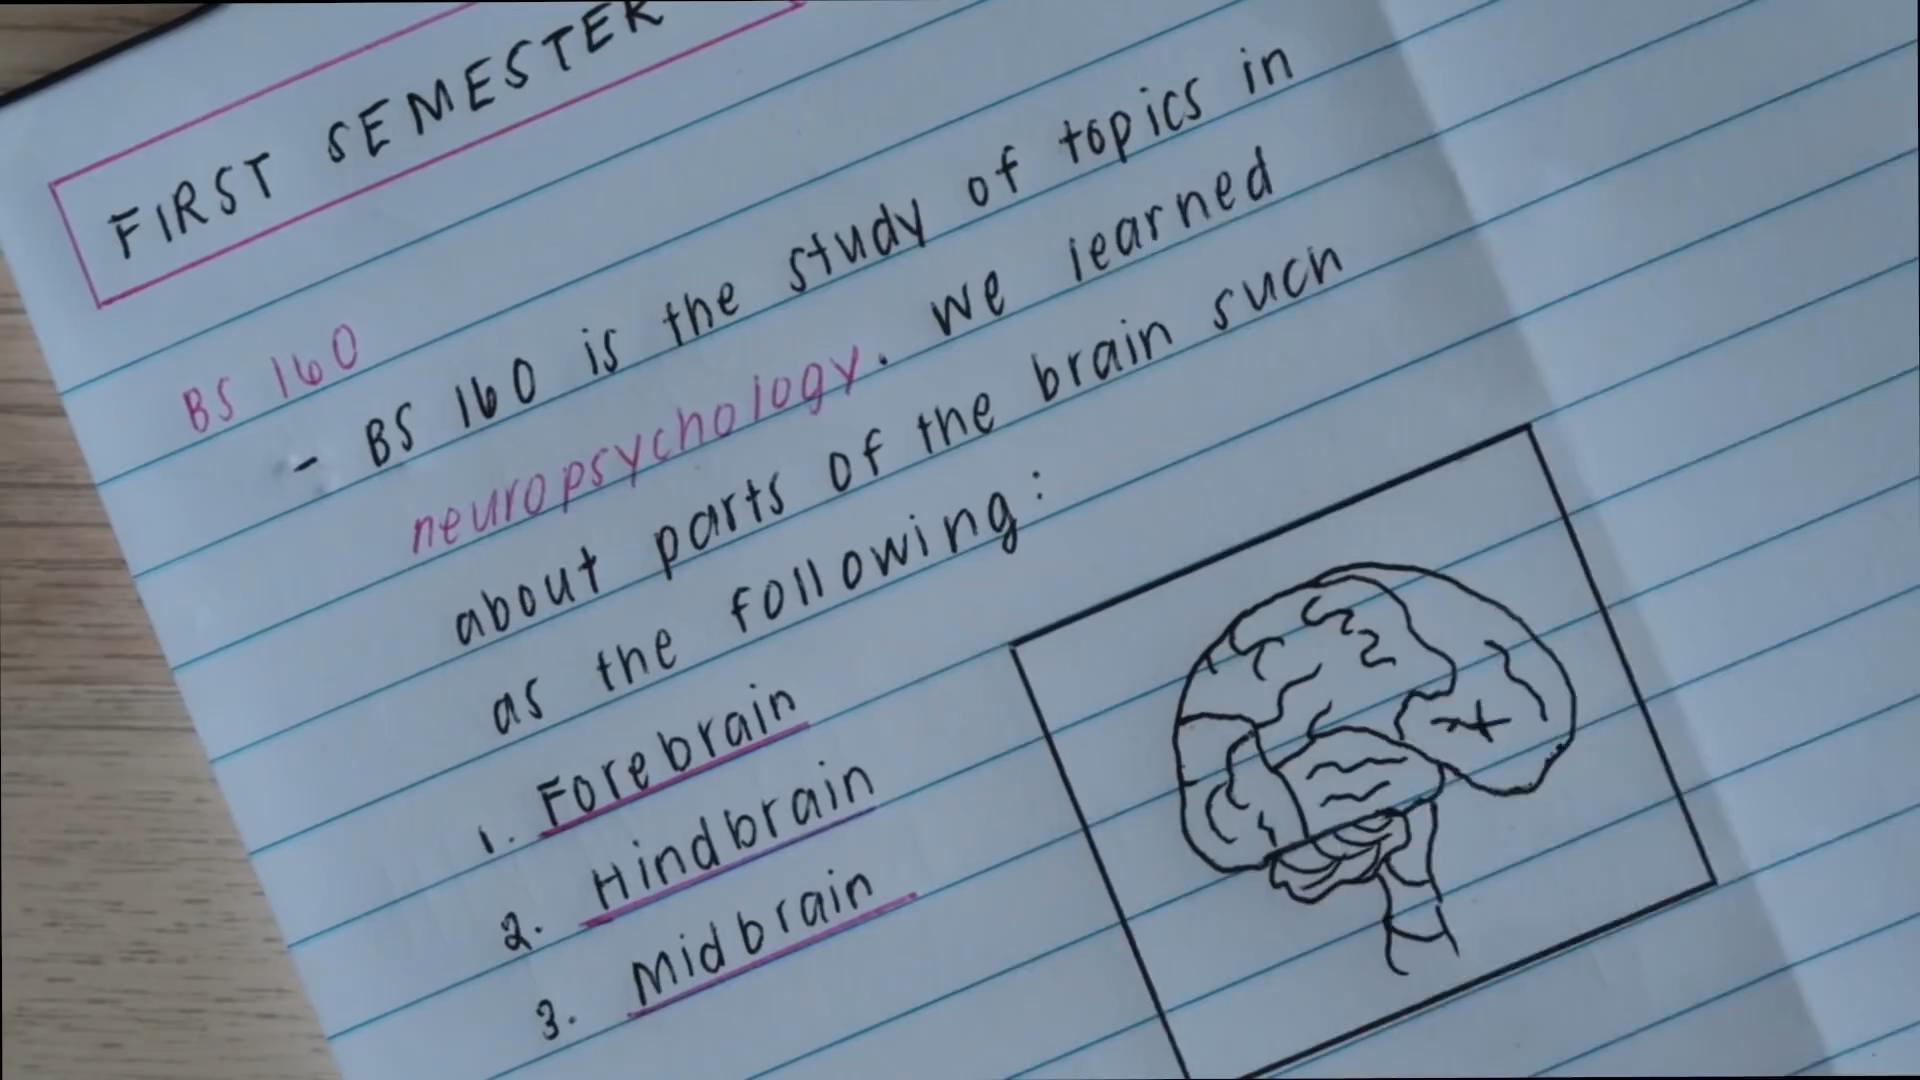 FIRST SEMESTER
BS 160
- BS 160 is the study of topics in
neuropsychology. We learned
about parts of the brain such
as the following:
1. Forebrain
2. Hindbrain
3. Midbrain